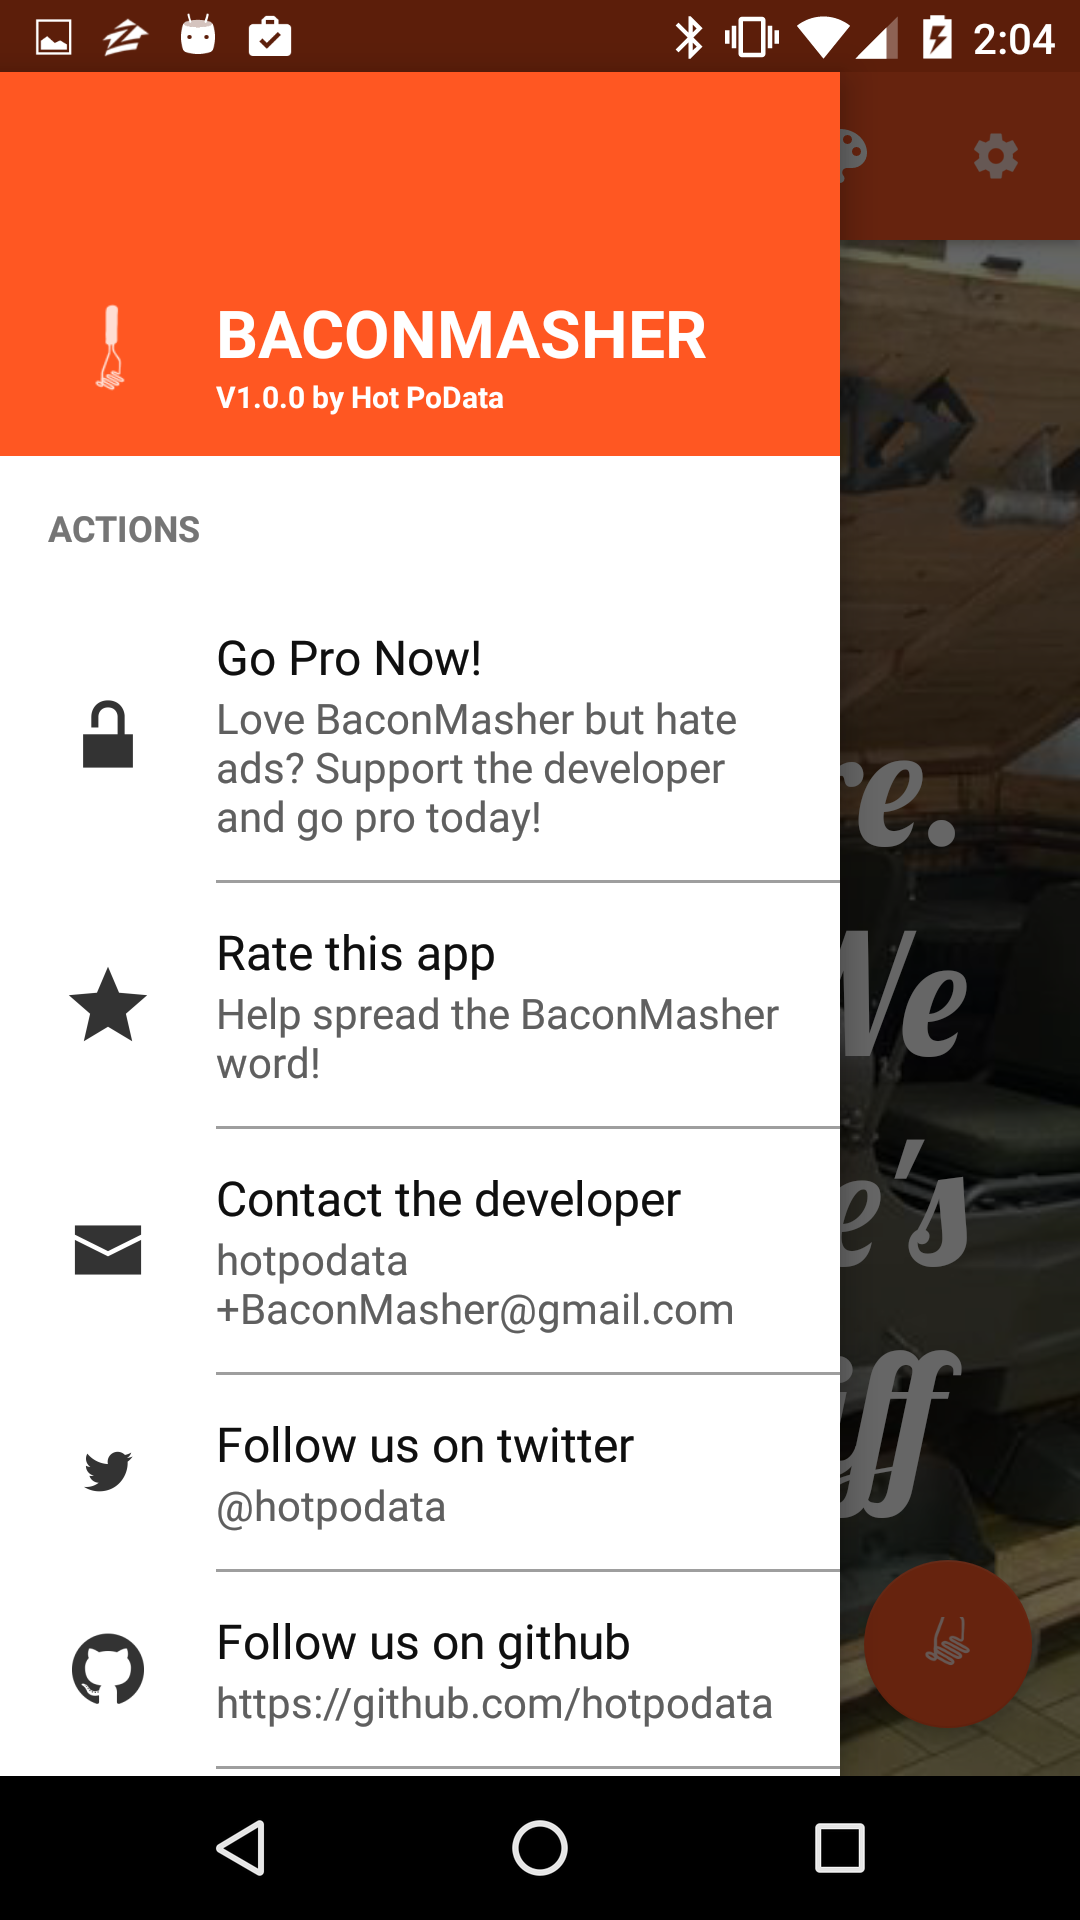 2:04
BACONMASHER
V1.0.0 by Hot PoData
ACTIONS
Go Pro Now!
Love BaconMasher but hate
ads? Support the developer
and go pro today!
Rate this app
Help spread the BaconMasher
word!
Contact the developer
hotpodata
+BaconMasher@gmail.com
Follow us on twitter
@hotpodata
Follow us on github
https://github.com/hotpodata